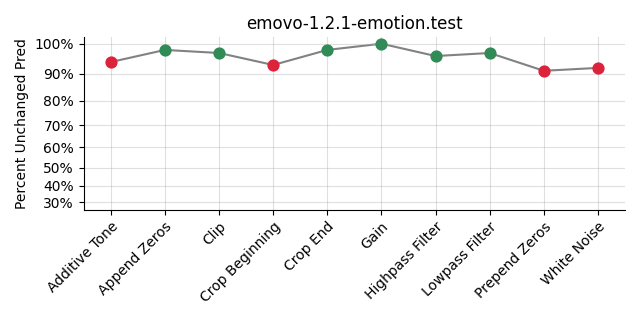 emovo-1.2.1-emotion.test
Percent Unchanged Pred
100%
90%
80%
70%
60%
50%
40%
30%
Additive Tone
Append Zeros
Clip
Crop Beginning
Crop End
Gain
Highpass Filter
Lowpass Filter
Prepend Zeros
White Noise